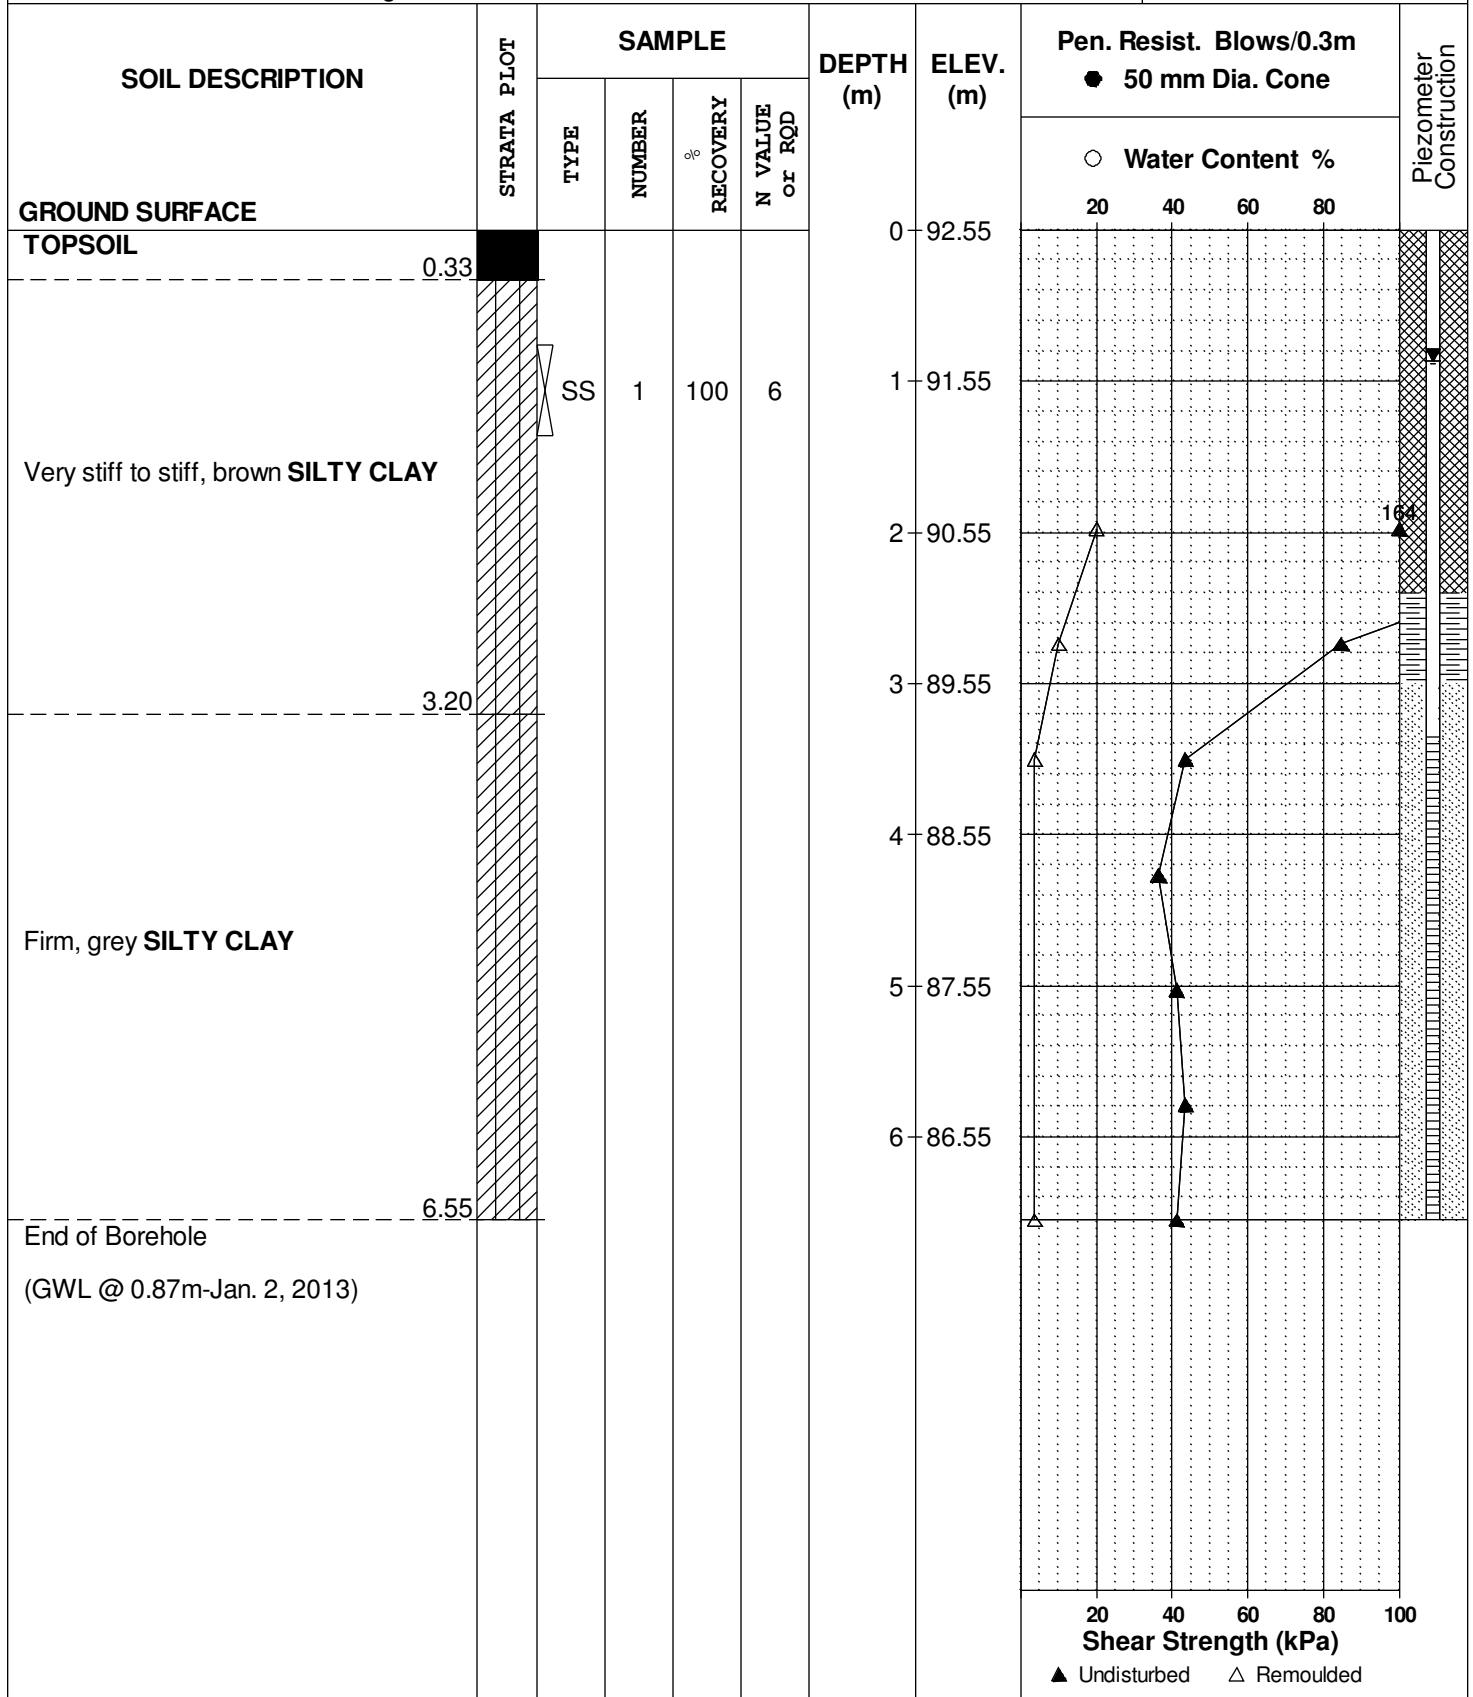 SOIL DESCRIPTION
STRATA PLOT
SAMPLE
TYPE
NUMBER
%
RECOVERY
N VALUE
or RQD
DEPTH
(m)
ELEV.
(m)
Pen. Resist. Blows/0.3m
● 50 mm Dia. Cone
○ Water Content %
20 40 60 80
Piezometer
Construction
GROUND SURFACE
TOPSOIL
0.33
0 92.55
SS 1 100 6
1 91.55
Very stiff to stiff, brown SILTY CLAY
164
2 90.55
3 89.55
3.20
4 88.55
Firm, grey SILTY CLAY
5 87.55
6 86.55
6.55
End of Borehole
(GWL @ 0.87m-Jan. 2, 2013)
20 40 60 80 100
Shear Strength (kPa)
▲ Undisturbed △ Remoulded